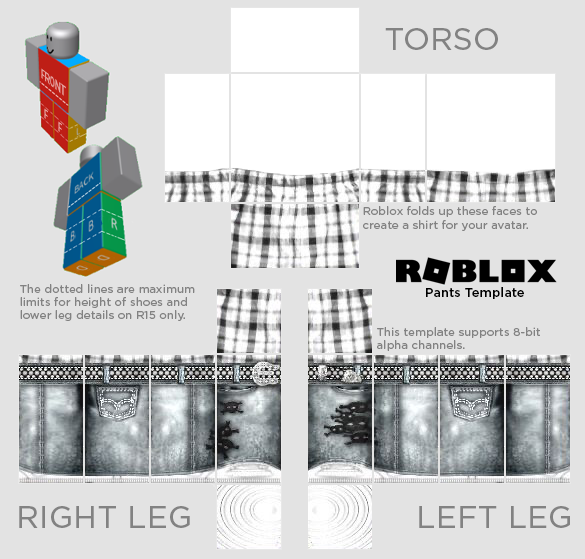 TORSO
FRONT
F F L
BACK
B B R
Roblox folds up these faces to
create a shirt for your avatar.
ROBLOX
Pants Template
The dotted lines are maximum
limits for height of shoes and
lower leg details on R15 only.
This template supports 8-bit
alpha channels.
RIGHT LEG
LEFT LEG